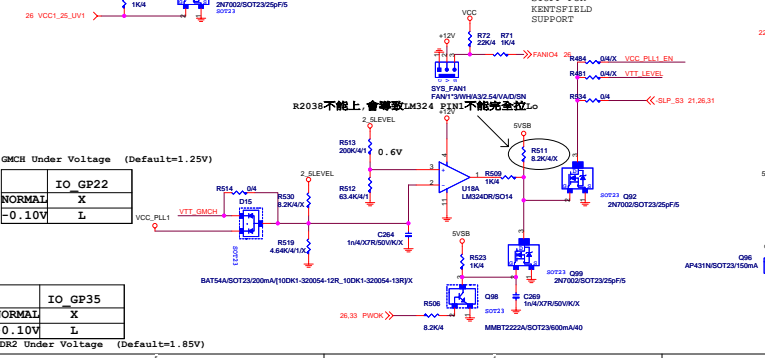 1K/4
26 VCC1_25_UV1
2N7002/SOT23/25pF/5
SOT23
KENTSFIELD
SUPPORT
VCC
+12V
R72
22K/4
R71
1K/4
FANIO4 26
SYS_FAN1
FAN/1*3/WH/A3/2.54/VA/D/SN
R484
0/4/X
VCC_PLL1_EN
R481
0/4/X
VTT_LEVEL
R534
0/4
-SLP_S3 21,26,31
R2038不能上,會導致LM324 PIN1不能完全拉Lo
2_5LEVEL
+12V
5VSB
R513
200K/4/1
0.6V
R511
8.2K/4/X
R512
63.4K/4/1
3
2
1
4
11
U18A
LM324DR/SO14
R509
1K/4
SOT23
Q92
2N7002/SOT23/25pF/5
GMCH Under Voltage (Default=1.25V)
IO_GP22
NORMAL X
-0.10V L
2_5LEVEL
R514
0/4
R530
8.2K/4/X
D15
VTT_GMCH
VCC_PLL1
SOT23
R519
4.64K/4/1/X
C264
1n/4/X7R/50V/K/X
BAT54A/SOT23/200mA/[10DK1-320054-12R_10DK1-320054-13R]/X
5VSB
R523
1K/4
SOT23
Q99
2N7002/SOT23/25pF/5
Q96
AP431N/SOT23/150mA
IO_GP35
NORMAL X
0.10V L
DR2 Under Voltage (Default=1.85V)
26,33 PWOK
R506
8.2K/4
Q98
SOT23
C269
1n/4/X7R/50V/K/X
MMBT2222A/SOT23/600mA/40